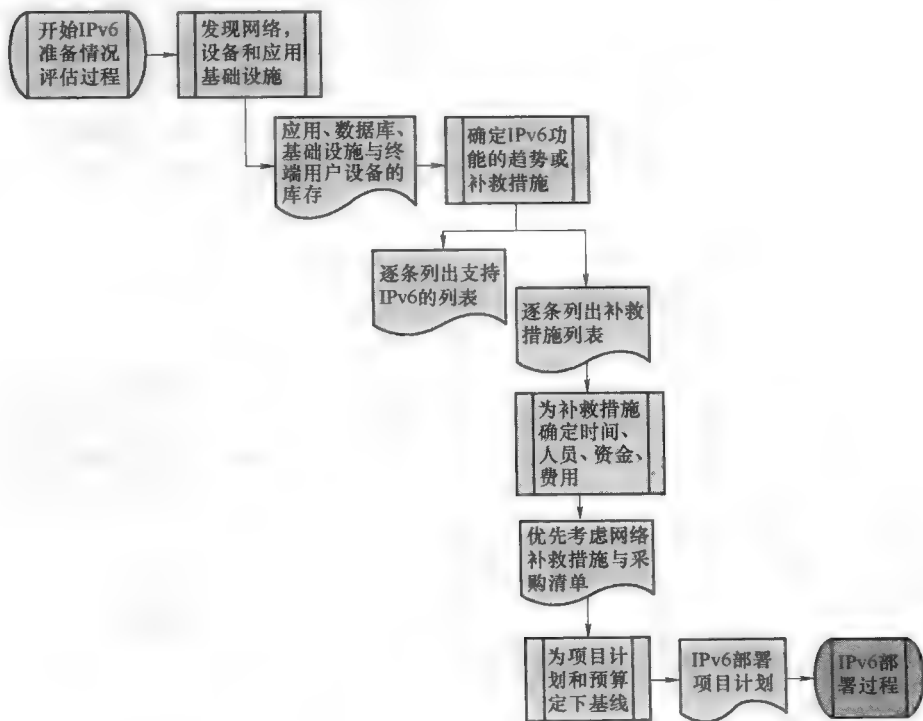 开始IPv6
准备情况
评估过程
发现网络，
设备和应用
基础设施
应用、数据库、
基础设施与终
端用户设备的
库存
确定IPv6功
能的趋势或
补救措施
逐条列出支持
IPv6的列表
逐条列出补救
措施列表
为补救措施
确定时间、
人员、资金、
费用
优先考虑网络
补救措施与采
购清单
为项目计
划和预算
定下基线
IPv6部署
项目计划
IPv6部
署过程